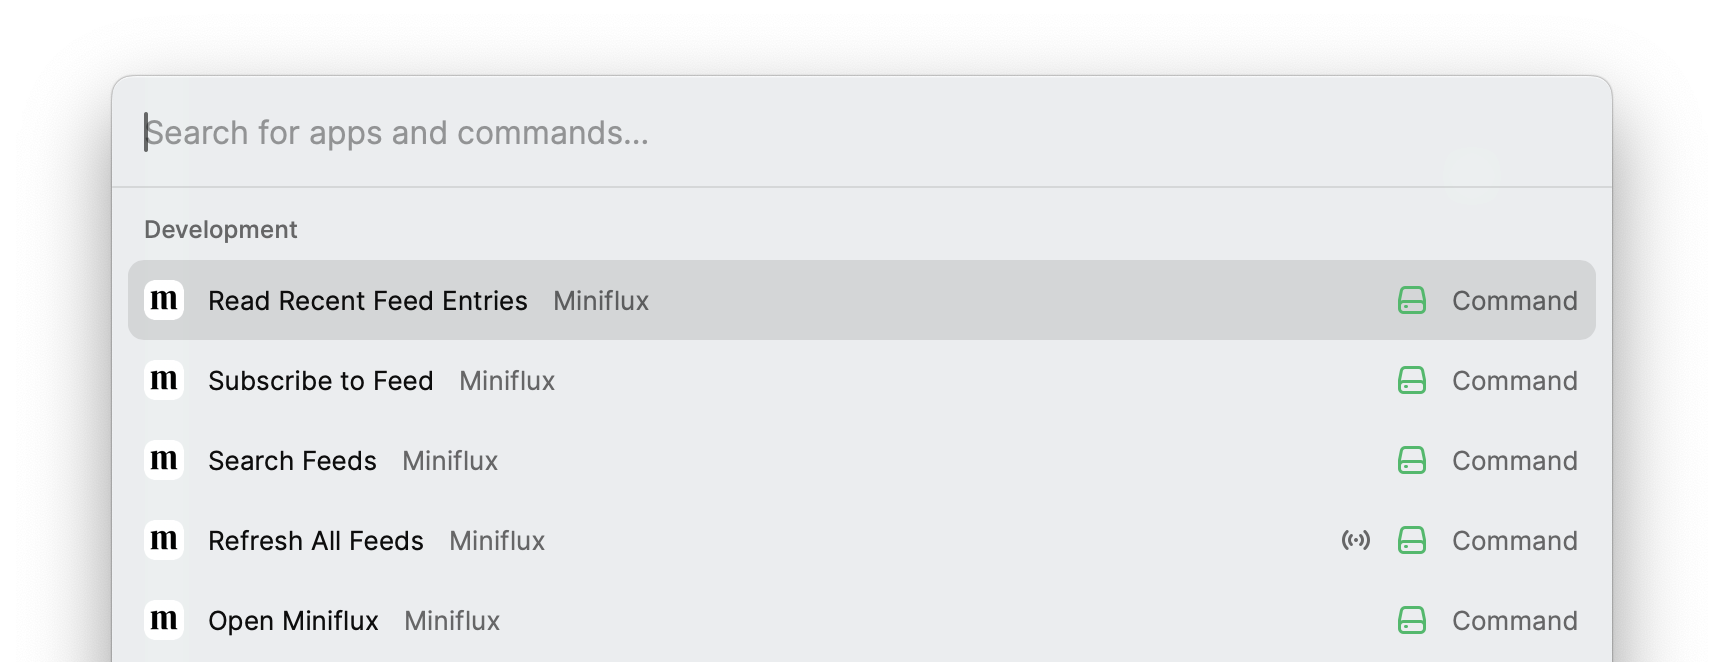 Search for apps and commands...
Development
m Read Recent Feed Entries Miniflux Command
m Subscribe to Feed Miniflux Command
m Search Feeds Miniflux Command
m Refresh All Feeds Miniflux Command
m Open Miniflux Miniflux Command